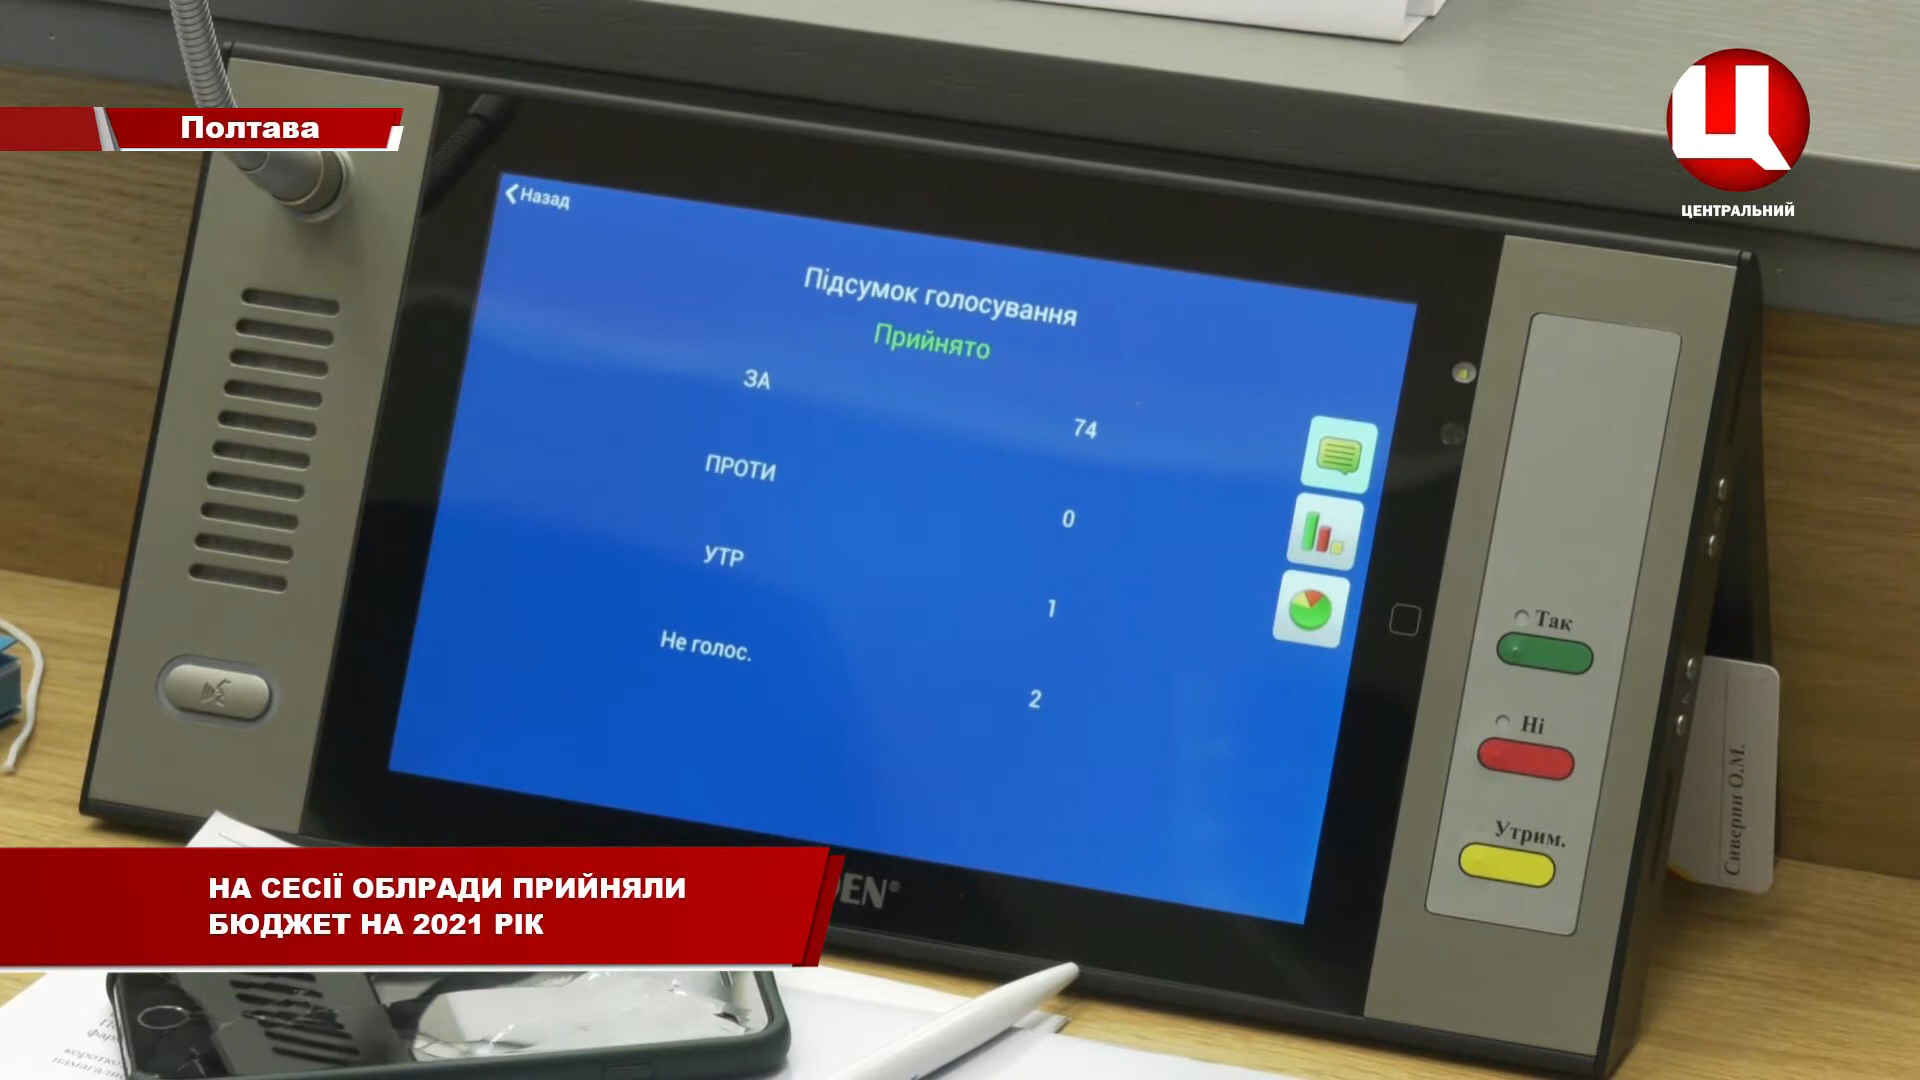 Полтава
Ц
ЦЕНТРАЛЬНИЙ
Назад
Підсумок голосування
Прийнято
ЗА 74
ПРОТИ 0
УТР 1
Не голос. 2
Так
Ні
Утрим.
Сиверин О.М.
DEN®
НА СЕСІЇ ОБЛРАДИ ПРИЙНЯЛИ
БЮДЖЕТ НА 2021 РІК